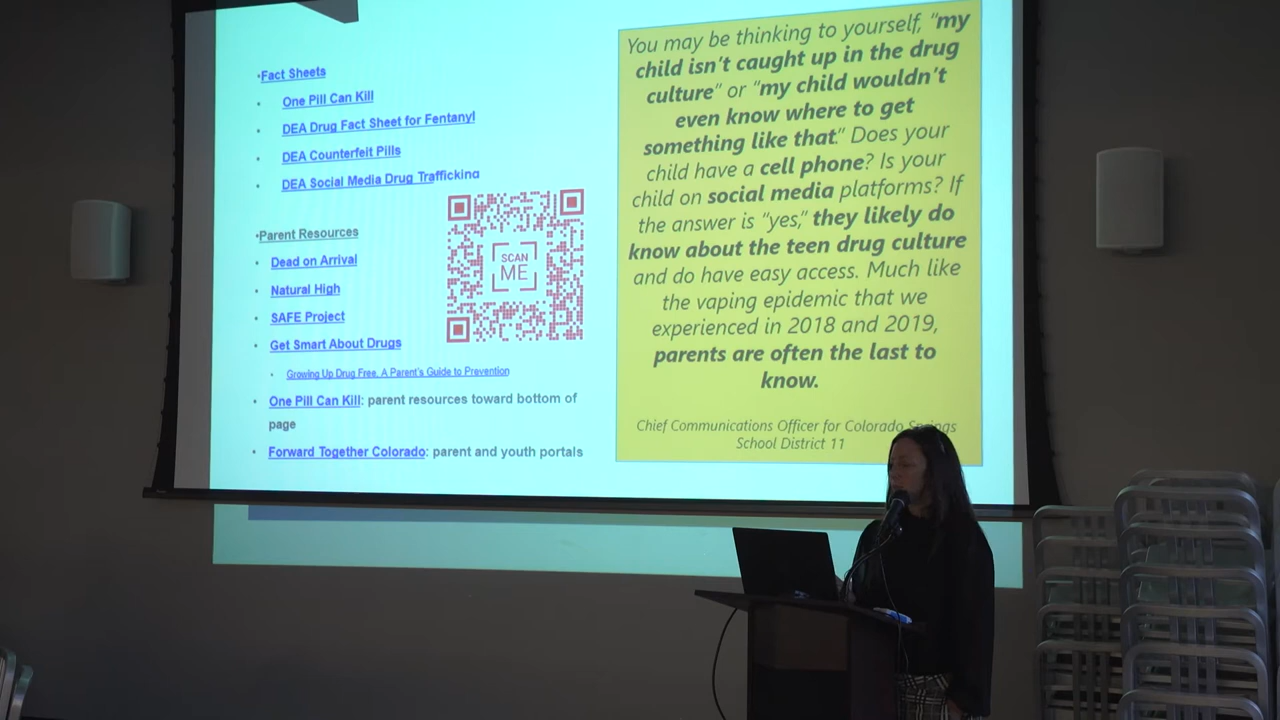 •Fact Sheets
• One Pill Can Kill
• DEA Drug Fact Sheet for Fentanyl
• DEA Counterfeit Pills
• DEA Social Media Drug Trafficking
SCAN
ME
•Parent Resources
• Dead on Arrival
• Natural High
• SAFE Project
• Get Smart About Drugs
• Growing Up Drug Free, A Parent's Guide to Prevention
• One Pill Can Kill: parent resources toward bottom of
page
• Forward Together Colorado: parent and youth portals
You may be thinking to yourself, "my
child isn't caught up in the drug
culture" or "my child wouldn't
even know where to get
something like that." Does your
child have a cell phone? Is your
child on social media platforms? If
the answer is "yes," they likely do
know about the teen drug culture
and do have easy access. Much like
the vaping epidemic that we
experienced in 2018 and 2019,
parents are often the last to
know.
Chief Communications Officer for Colorado Springs
School District 11